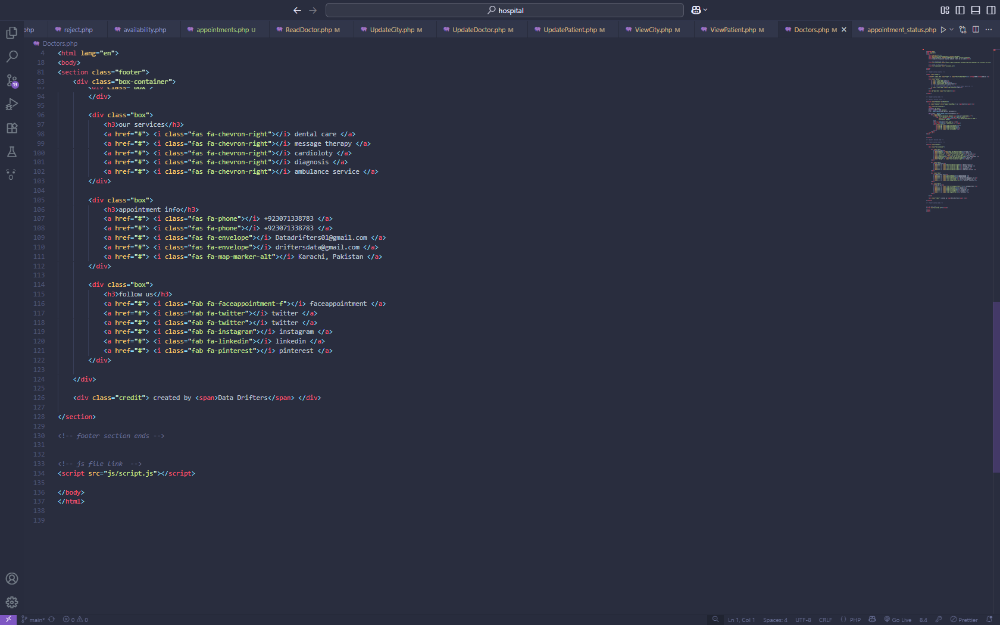 hospital
php
reject.php
availability.php
appointments.php U
ReadDoctor.php M
UpdateCity.php M
UpdateDoctor.php M
UpdatePatient.php M
ViewCity.php M
ViewPatient.php M
Doctors.php M
appointment_status.php
Doctors.php
4 <html lang="en">
18 <body>
81 <section class="footer">
83 <div class="box-container">
94 </div>
95
96 <div class="box">
97 <h3>our services</h3>
98 <a href="#"> <i class="fas fa-chevron-right"></i> dental care </a>
99 <a href="#"> <i class="fas fa-chevron-right"></i> message therapy </a>
100 <a href="#"> <i class="fas fa-chevron-right"></i> cardioloty </a>
101 <a href="#"> <i class="fas fa-chevron-right"></i> diagnosis </a>
102 <a href="#"> <i class="fas fa-chevron-right"></i> ambulance service </a>
103 </div>
104
105 <div class="box">
106 <h3>appointment info</h3>
107 <a href="#"> <i class="fas fa-phone"></i> +923071338783 </a>
108 <a href="#"> <i class="fas fa-phone"></i> +923071338783 </a>
109 <a href="#"> <i class="fas fa-envelope"></i> Datadrifters01@gmail.com </a>
110 <a href="#"> <i class="fas fa-envelope"></i> driftersdata@gmail.com </a>
111 <a href="#"> <i class="fas fa-map-marker-alt"></i> Karachi, Pakistan </a>
112 </div>
113
114 <div class="box">
115 <h3>follow us</h3>
116 <a href="#"> <i class="fab fa-faceappointment-f"></i> faceappointment </a>
117 <a href="#"> <i class="fab fa-twitter"></i> twitter </a>
118 <a href="#"> <i class="fab fa-twitter"></i> twitter </a>
119 <a href="#"> <i class="fab fa-instagram"></i> instagram </a>
120 <a href="#"> <i class="fab fa-linkedin"></i> linkedin </a>
121 <a href="#"> <i class="fab fa-pinterest"></i> pinterest </a>
122 </div>
123
124 </div>
125
126 <div class="credit"> created by <span>Data Drifters</span> </div>
127
128 </section>
129
130 <!-- footer section ends -->
131
132
133 <!-- js file link  -->
134 <script src="js/script.js"></script>
135
136 </body>
137 </html>
138
139
13
main* 0 0 Ln 1, Col 1 Spaces: 4 UTF-8 CRLF {} PHP Go Live 8.4 Prettier